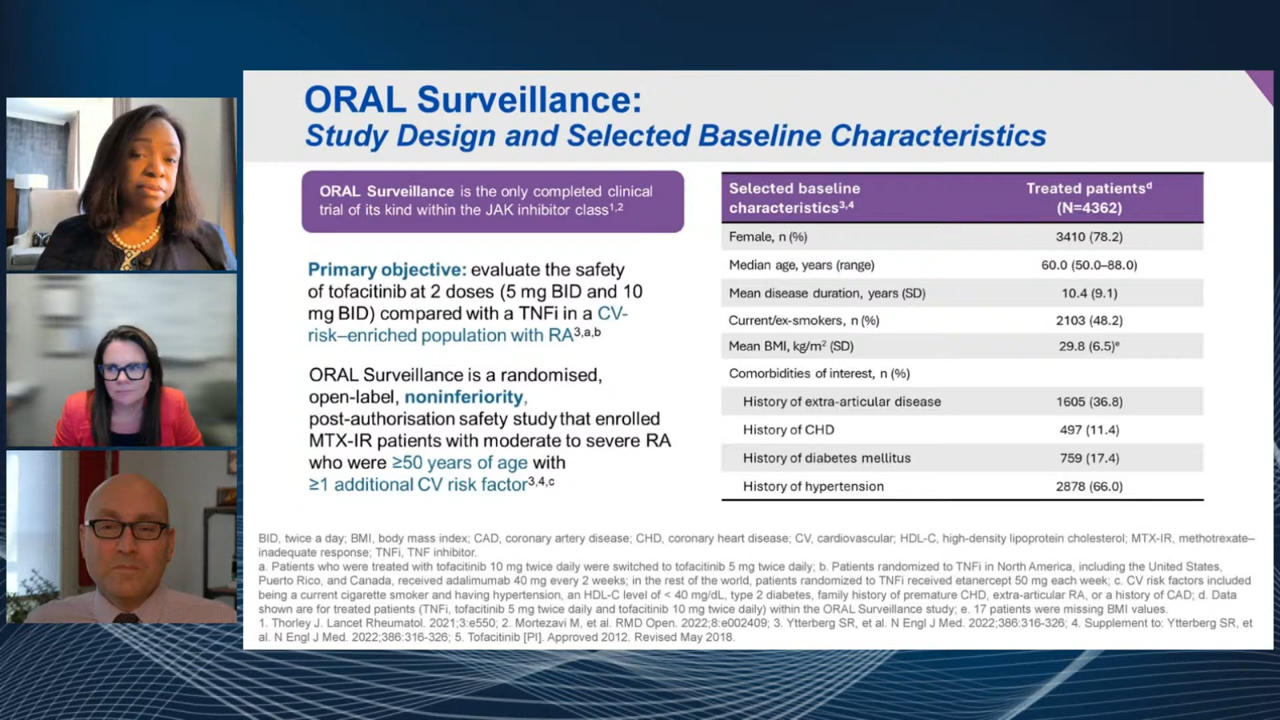 ORAL Surveillance:
Study Design and Selected Baseline Characteristics
ORAL Surveillance is the only completed clinical
trial of its kind within the JAK inhibitor class1,2
Primary objective: evaluate the safety
of tofacitinib at 2 doses (5 mg BID and 10
mg BID) compared with a TNFi in a CV-
risk–enriched population with RA3,a,b
ORAL Surveillance is a randomised,
open-label, noninferiority,
post-authorisation safety study that enrolled
MTX-IR patients with moderate to severe RA
who were ≥50 years of age with
≥1 additional CV risk factor3,4,c
Selected baseline characteristics3,4 Treated patientsd (N=4362)
Female, n (%) 3410 (78.2)
Median age, years (range) 60.0 (50.0–88.0)
Mean disease duration, years (SD) 10.4 (9.1)
Current/ex-smokers, n (%) 2103 (48.2)
Mean BMI, kg/m2 (SD) 29.8 (6.5)e
Comorbidities of interest, n (%)
History of extra-articular disease 1605 (36.8)
History of CHD 497 (11.4)
History of diabetes mellitus 759 (17.4)
History of hypertension 2878 (66.0)
BID, twice a day; BMI, body mass index; CAD, coronary artery disease; CHD, coronary heart disease; CV, cardiovascular; HDL-C, high-density lipoprotein cholesterol; MTX-IR, methotrexate–
inadequate response; TNFi, TNF inhibitor.
a. Patients who were treated with tofacitinib 10 mg twice daily were switched to tofacitinib 5 mg twice daily; b. Patients randomized to TNFi in North America, including the United States,
Puerto Rico, and Canada, received adalimumab 40 mg every 2 weeks; in the rest of the world, patients randomized to TNFi received etanercept 50 mg each week; c. CV risk factors included
being a current cigarette smoker and having hypertension, an HDL-C level of < 40 mg/dL, type 2 diabetes, family history of premature CHD, extra-articular RA, or a history of CAD; d. Data
shown are for treated patients (TNFi, tofacitinib 5 mg twice daily and tofacitinib 10 mg twice daily) within the ORAL Surveillance study; e. 17 patients were missing BMI values.
1. Thorley J. Lancet Rheumatol. 2021;3:e550; 2. Mortezavi M, et al. RMD Open. 2022;8:e002409; 3. Ytterberg SR, et al. N Engl J Med. 2022;386:316-326; 4. Supplement to: Ytterberg SR, et
al. N Engl J Med. 2022;386:316-326; 5. Tofacitinib [PI]. Approved 2012. Revised May 2018.